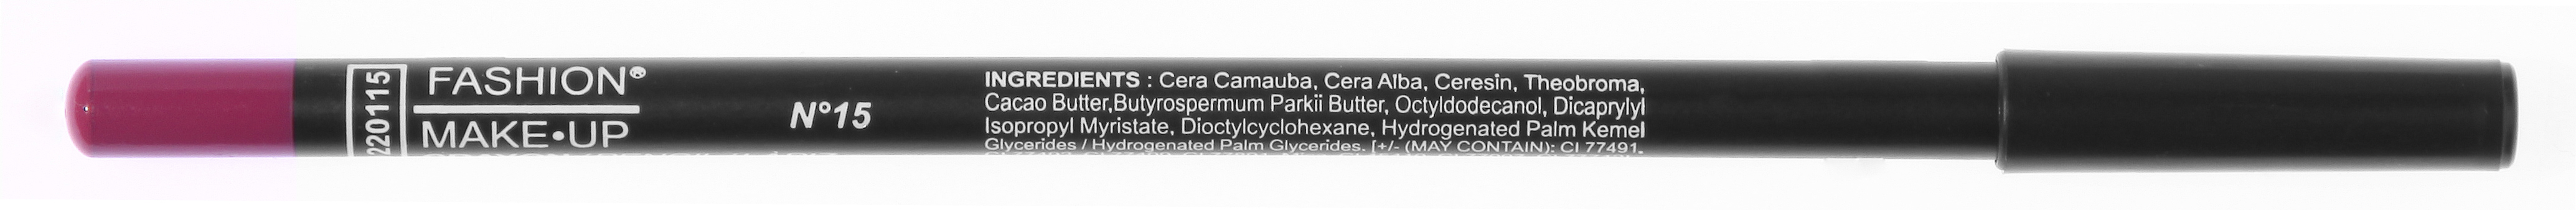 220115
FASHION®
MAKE•UP
N°15
INGREDIENTS : Cera Camauba, Cera Alba, Ceresin, Theobroma,
Cacao Butter,Butyrospermum Parkii Butter, Octyldodecanol, Dicaprylyl
Isopropyl Myristate, Dioctylcyclohexane, Hydrogenated Palm Kemel
Glycerides / Hydrogenated Palm Glycerides. [+/- (MAY CONTAIN): CI 77491.